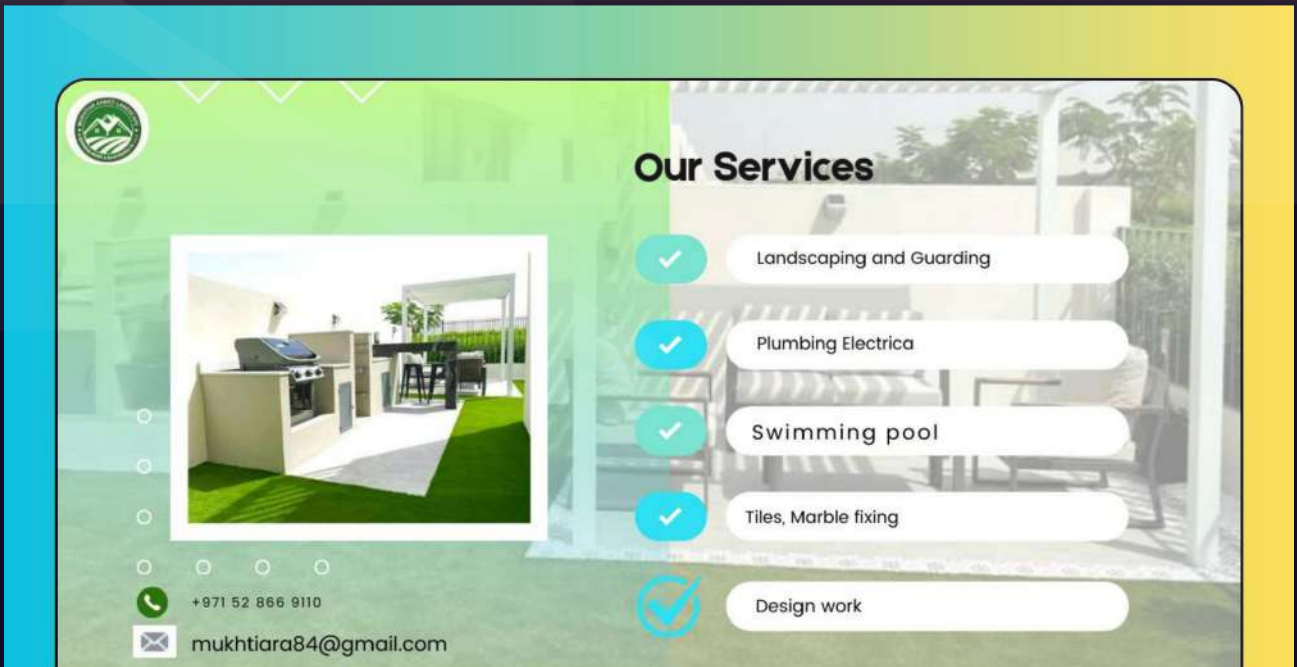 Our Services
Landscaping and Guarding
Plumbing Electrica
Swimming pool
Tiles, Marble fixing
Design work
+971 52 866 9110
mukhtiara84@gmail.com